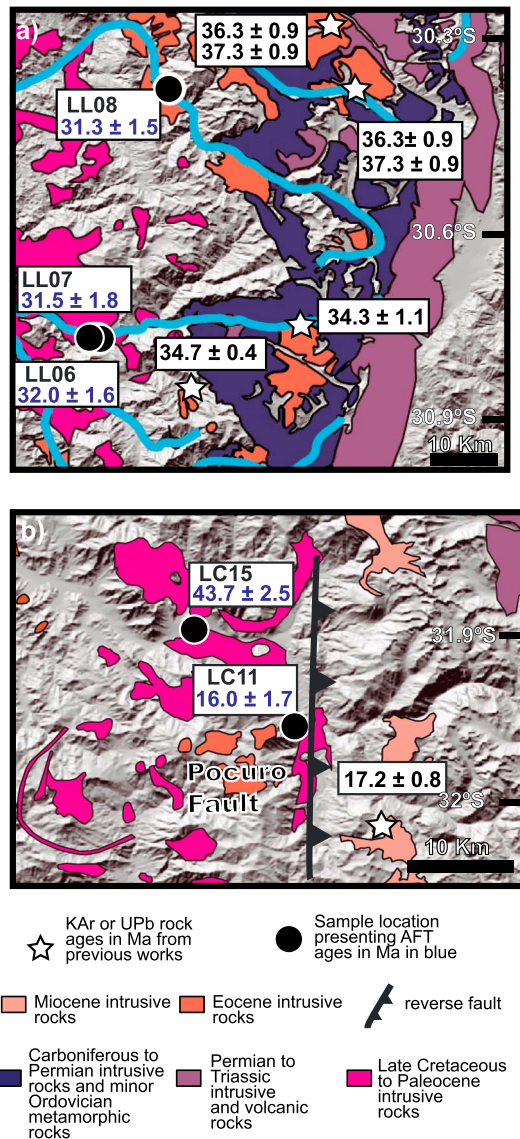 a)
36.3 ± 0.9
37.3 ± 0.9
30.3ºS
LL08
31.3 ± 1.5
36.3± 0.9
37.3 ± 0.9
30.6ºS
LL07
31.5 ± 1.8
34.3 ± 1.1
34.7 ± 0.4
LL06
32.0 ± 1.6
30.9ºS
10 Km
b)
LC15
43.7 ± 2.5
31.9ºS
LC11
16.0 ± 1.7
Pocuro
Fault
17.2 ± 0.8
32ºS
10 Km
KAr or UPb rock
ages in Ma from
previous works
Sample location
presenting AFT
ages in Ma in blue
Miocene intrusive
rocks
Eocene intrusive
rocks
reverse fault
Carboniferous to
Permian intrusive
rocks and minor
Ordovician
metamorphic
rocks
Permian to
Triassic
intrusive
and volcanic
rocks
Late Cretaceous
to Paleocene
intrusive
rocks